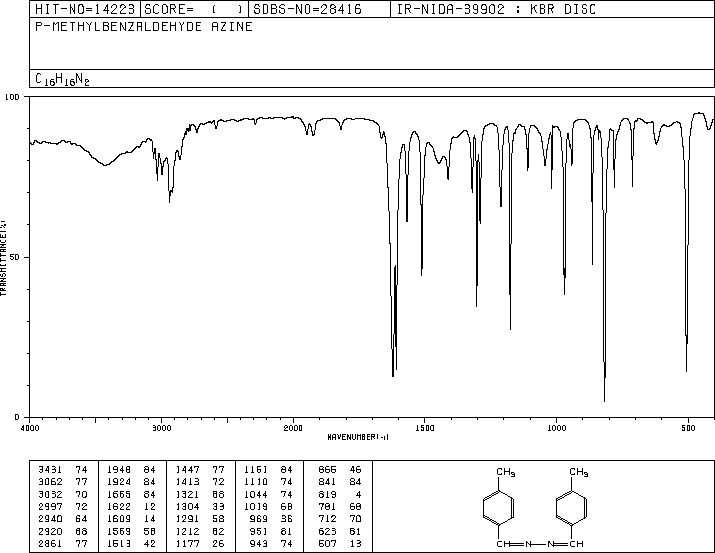 HIT-NO=14223 SCORE= ( ) SDBS-NO=28416 IR-NIDA-39902 : KBR DISC
P-METHYLBENZALDEHYDE AZINE
C16H16N2
100
50
0
TRANSMITTANCE(%)
4000 3000 2000 1500 1000 500
WAVENUMBER(-1)
3431 74 1948 84 1447 77 1161 84 866 46
3062 77 1924 84 1413 72 1110 74 841 84
3032 70 1665 84 1321 68 1044 74 819 4
2997 72 1622 12 1304 33 1019 68 781 68
2940 64 1609 14 1291 58 969 36 712 70
2920 68 1569 58 1212 62 951 81 623 81
2861 77 1513 42 1177 26 943 74 507 13
CH3 CH3
CH=N-N=CH